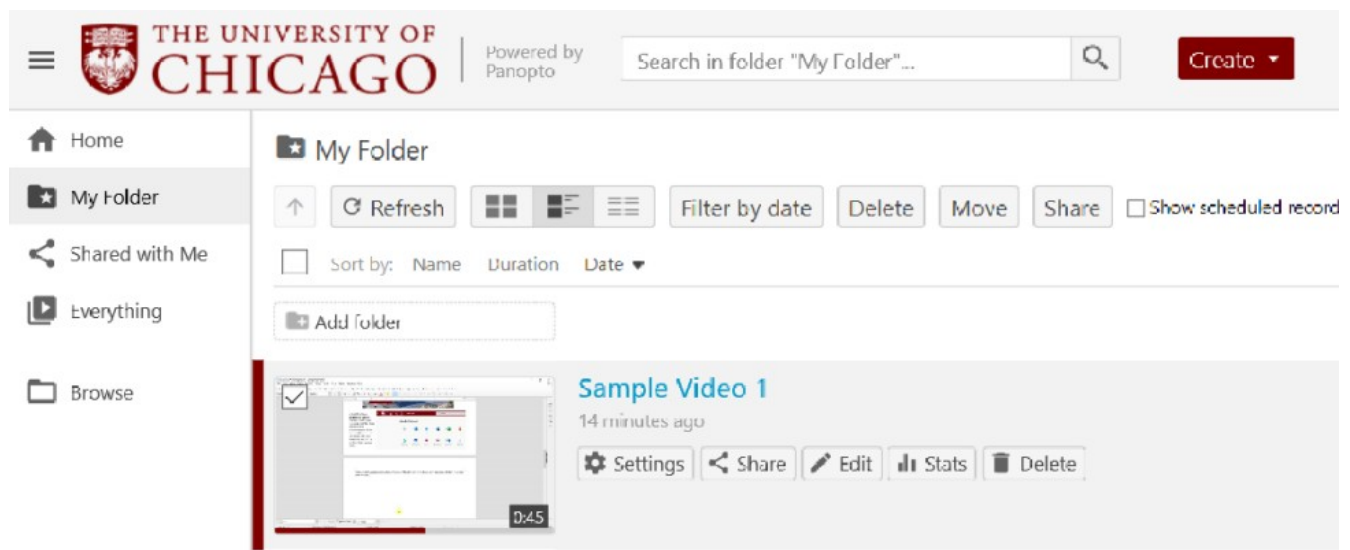 THE UNIVERSITY OF
CHICAGO
Powered by
Panopto
Search in folder "My Folder"...
Create
Home
My Folder
Shared with Me
Everything
Browse
My Folder
Refresh
Filter by date
Delete
Move
Share
Show scheduled record
Sort by: Name Duration Date
Add folder
Sample Video 1
14 minutes ago
Settings
Share
Edit
Stats
Delete
0:45